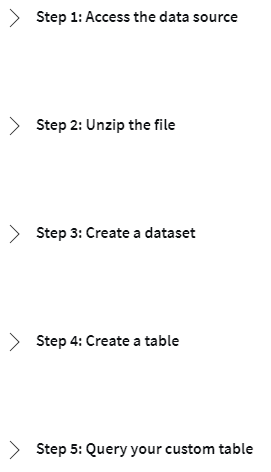 Step 1: Access the data source
Step 2: Unzip the file
Step 3: Create a dataset
Step 4: Create a table
Step 5: Query your custom table